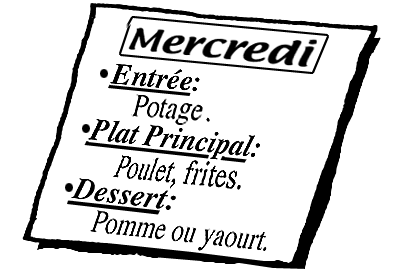 Mercredi
•Entrée:
Potage.
•Plat Principal:
Poulet, frites.
•Dessert:
Pomme ou yaourt.